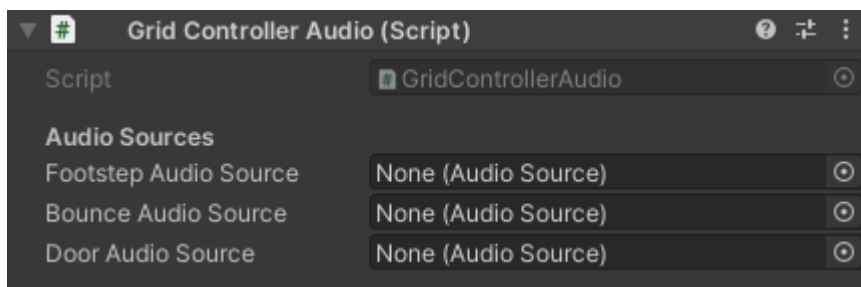 # Grid Controller Audio (Script)
Script # GridControllerAudio
Audio Sources
Footstep Audio Source None (Audio Source)
Bounce Audio Source None (Audio Source)
Door Audio Source None (Audio Source)